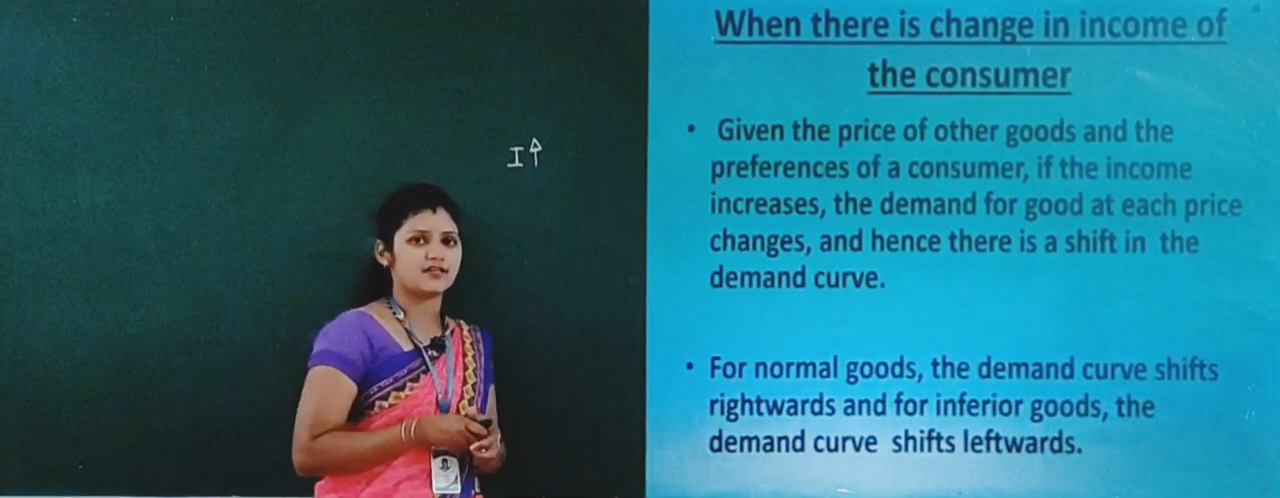 I↑
When there is change in income of
the consumer
• Given the price of other goods and the
preferences of a consumer, if the income
increases, the demand for good at each price
changes, and hence there is a shift in the
demand curve.
• For normal goods, the demand curve shifts
rightwards and for inferior goods, the
demand curve shifts leftwards.